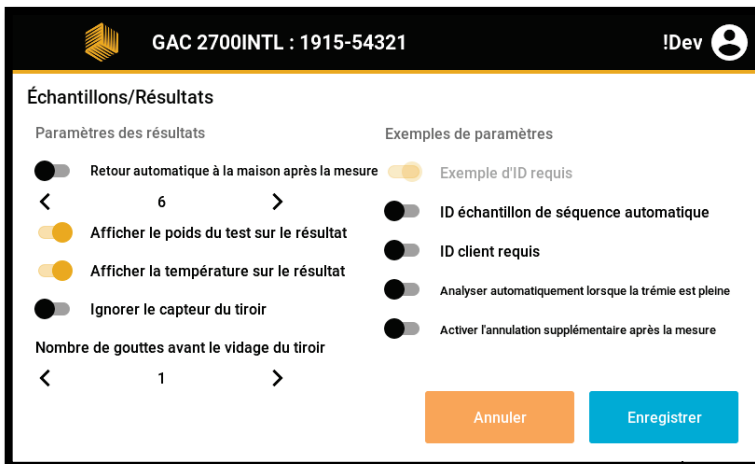 GAC 2700INTL : 1915-54321
!Dev
Échantillons/Résultats
Paramètres des résultats
Retour automatique à la maison après la mesure
6
Afficher le poids du test sur le résultat
Afficher la température sur le résultat
Ignorer le capteur du tiroir
Nombre de gouttes avant le vidage du tiroir
1
Exemples de paramètres
Exemple d'ID requis
ID échantillon de séquence automatique
ID client requis
Analyser automatiquement lorsque la trémie est pleine
Activer l'annulation supplémentaire après la mesure
Annuler
Enregistrer